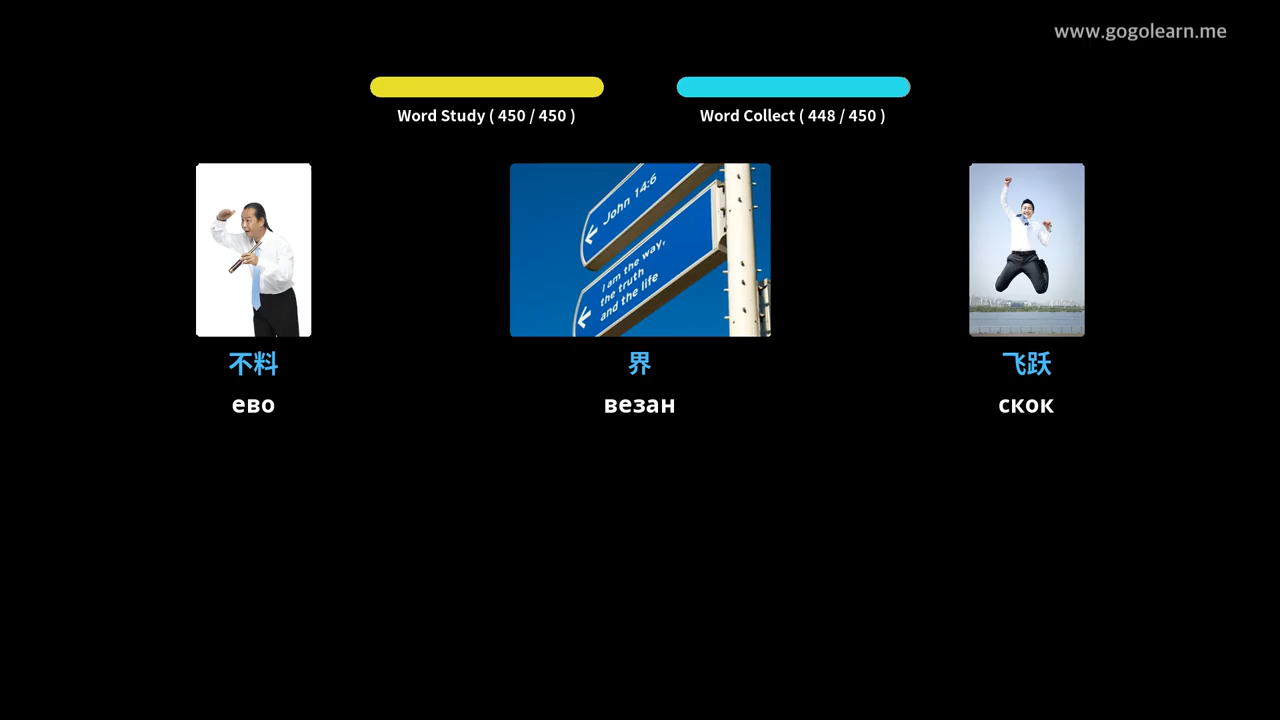 www.gogolearn.me
Word Study ( 450 / 450 )
Word Collect ( 448 / 450 )
John 14:6
I am the way,
the truth
and the life
不料
界
飞跃
ево
везан
скок